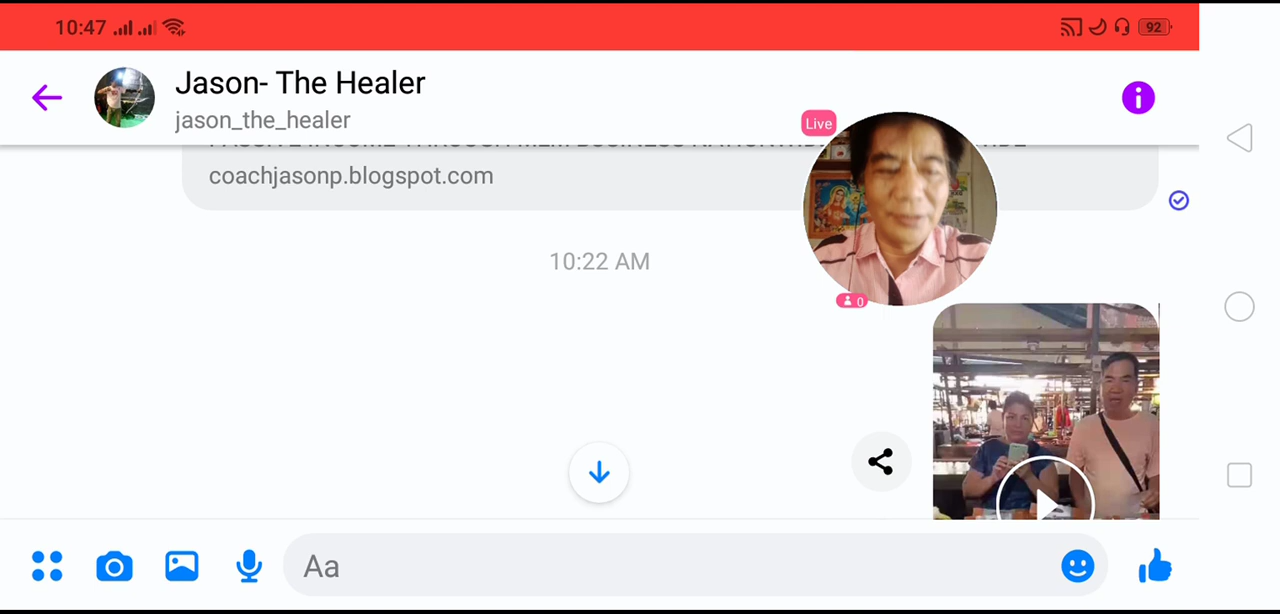 10:47
92
Jason- The Healer
jason_the_healer
Live
coachjasonp.blogspot.com
10:22 AM
0
Aa